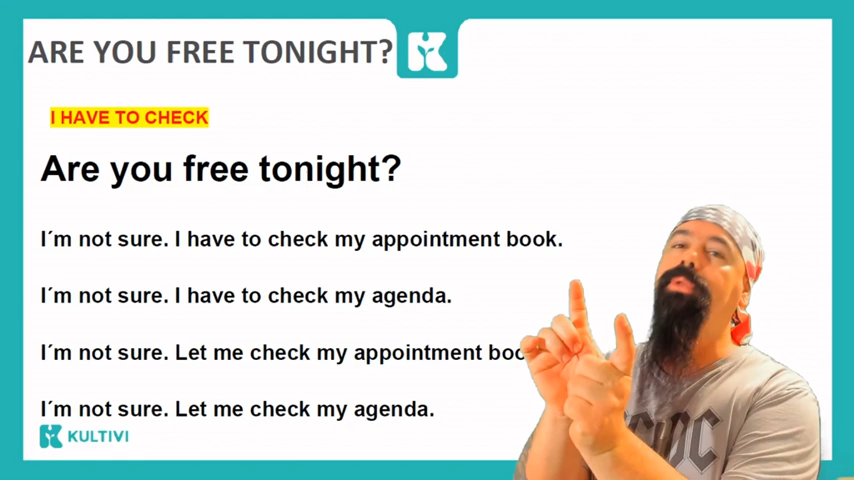 ARE YOU FREE TONIGHT?
I HAVE TO CHECK
Are you free tonight?
I´m not sure. I have to check my appointment book.
I´m not sure. I have to check my agenda.
I´m not sure. Let me check my appointment boo
I´m not sure. Let me check my agenda.
KULTIVI